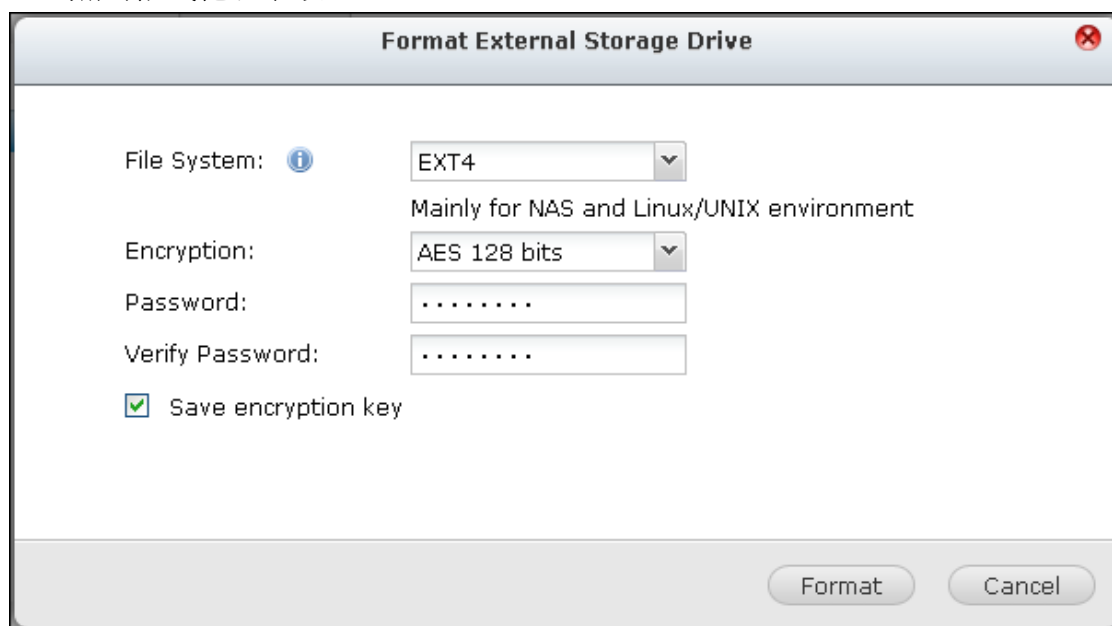 Format External Storage Drive
File System:
EXT4
Mainly for NAS and Linux/UNIX environment
Encryption:
AES 128 bits
Password:
........
Verify Password:
........
Save encryption key
Format
Cancel